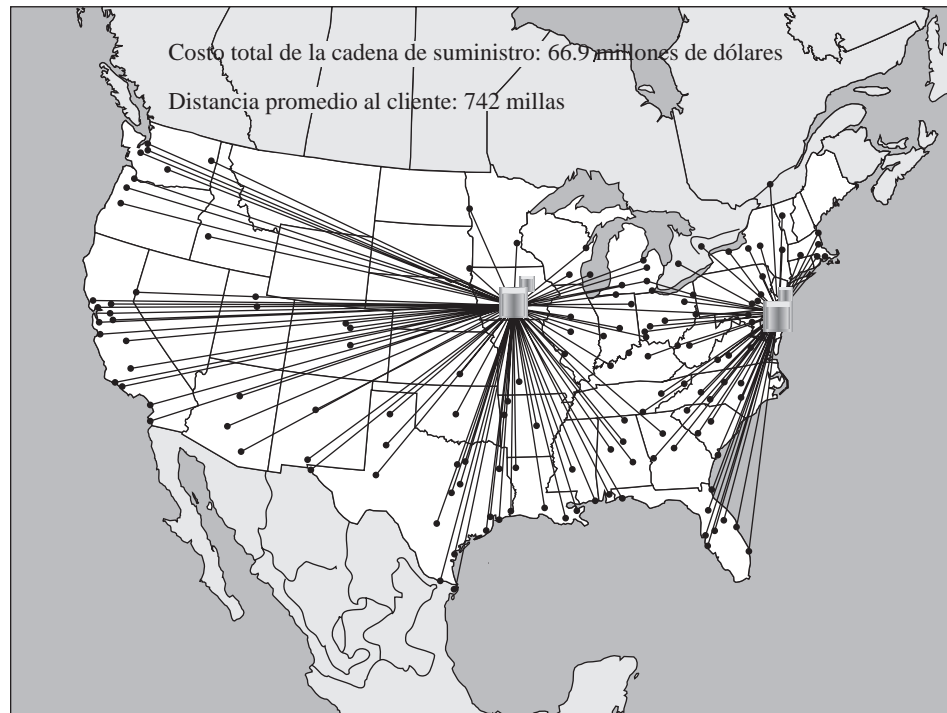 Costo total de la cadena de suministro: 66.9 millones de dólares
Distancia promedio al cliente: 742 millas